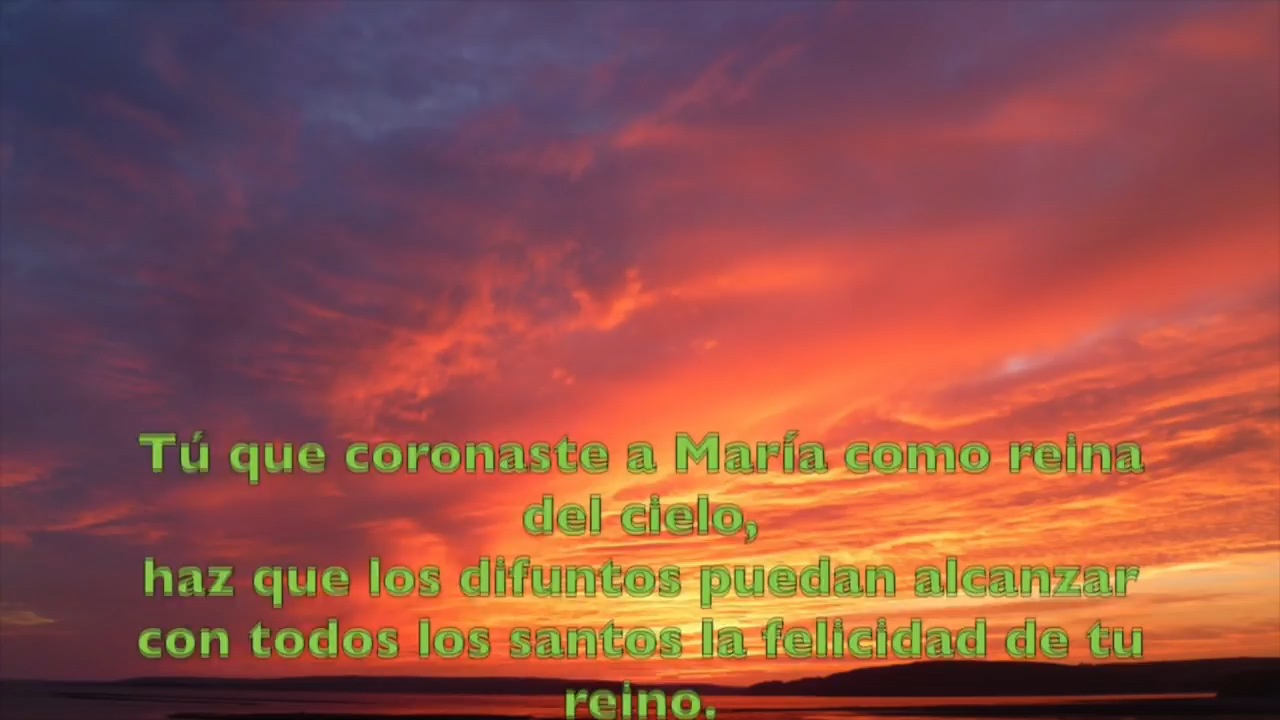 Tú que coronaste a María como reina
del cielo,
haz que los difuntos puedan alcanzar
con todos los santos la felicidad de tu
reino.